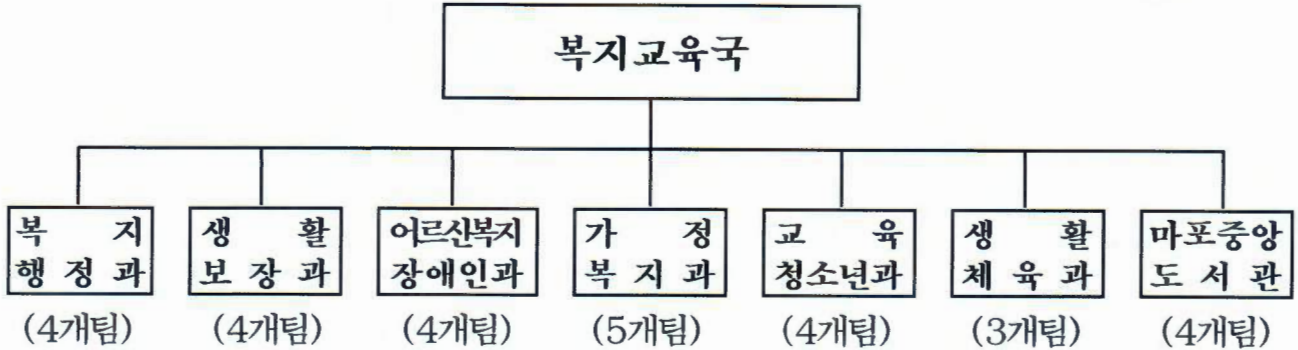 복지교육국
복 지
행 정 과
생 활
보 장 과
어르신복지
장애인과
가 정
복 지 과
교 육
청소년과
생 활
체 육 과
마포중앙
도 서 관
(4개팀)
(4개팀)
(4개팀)
(5개팀)
(4개팀)
(3개팀)
(4개팀)